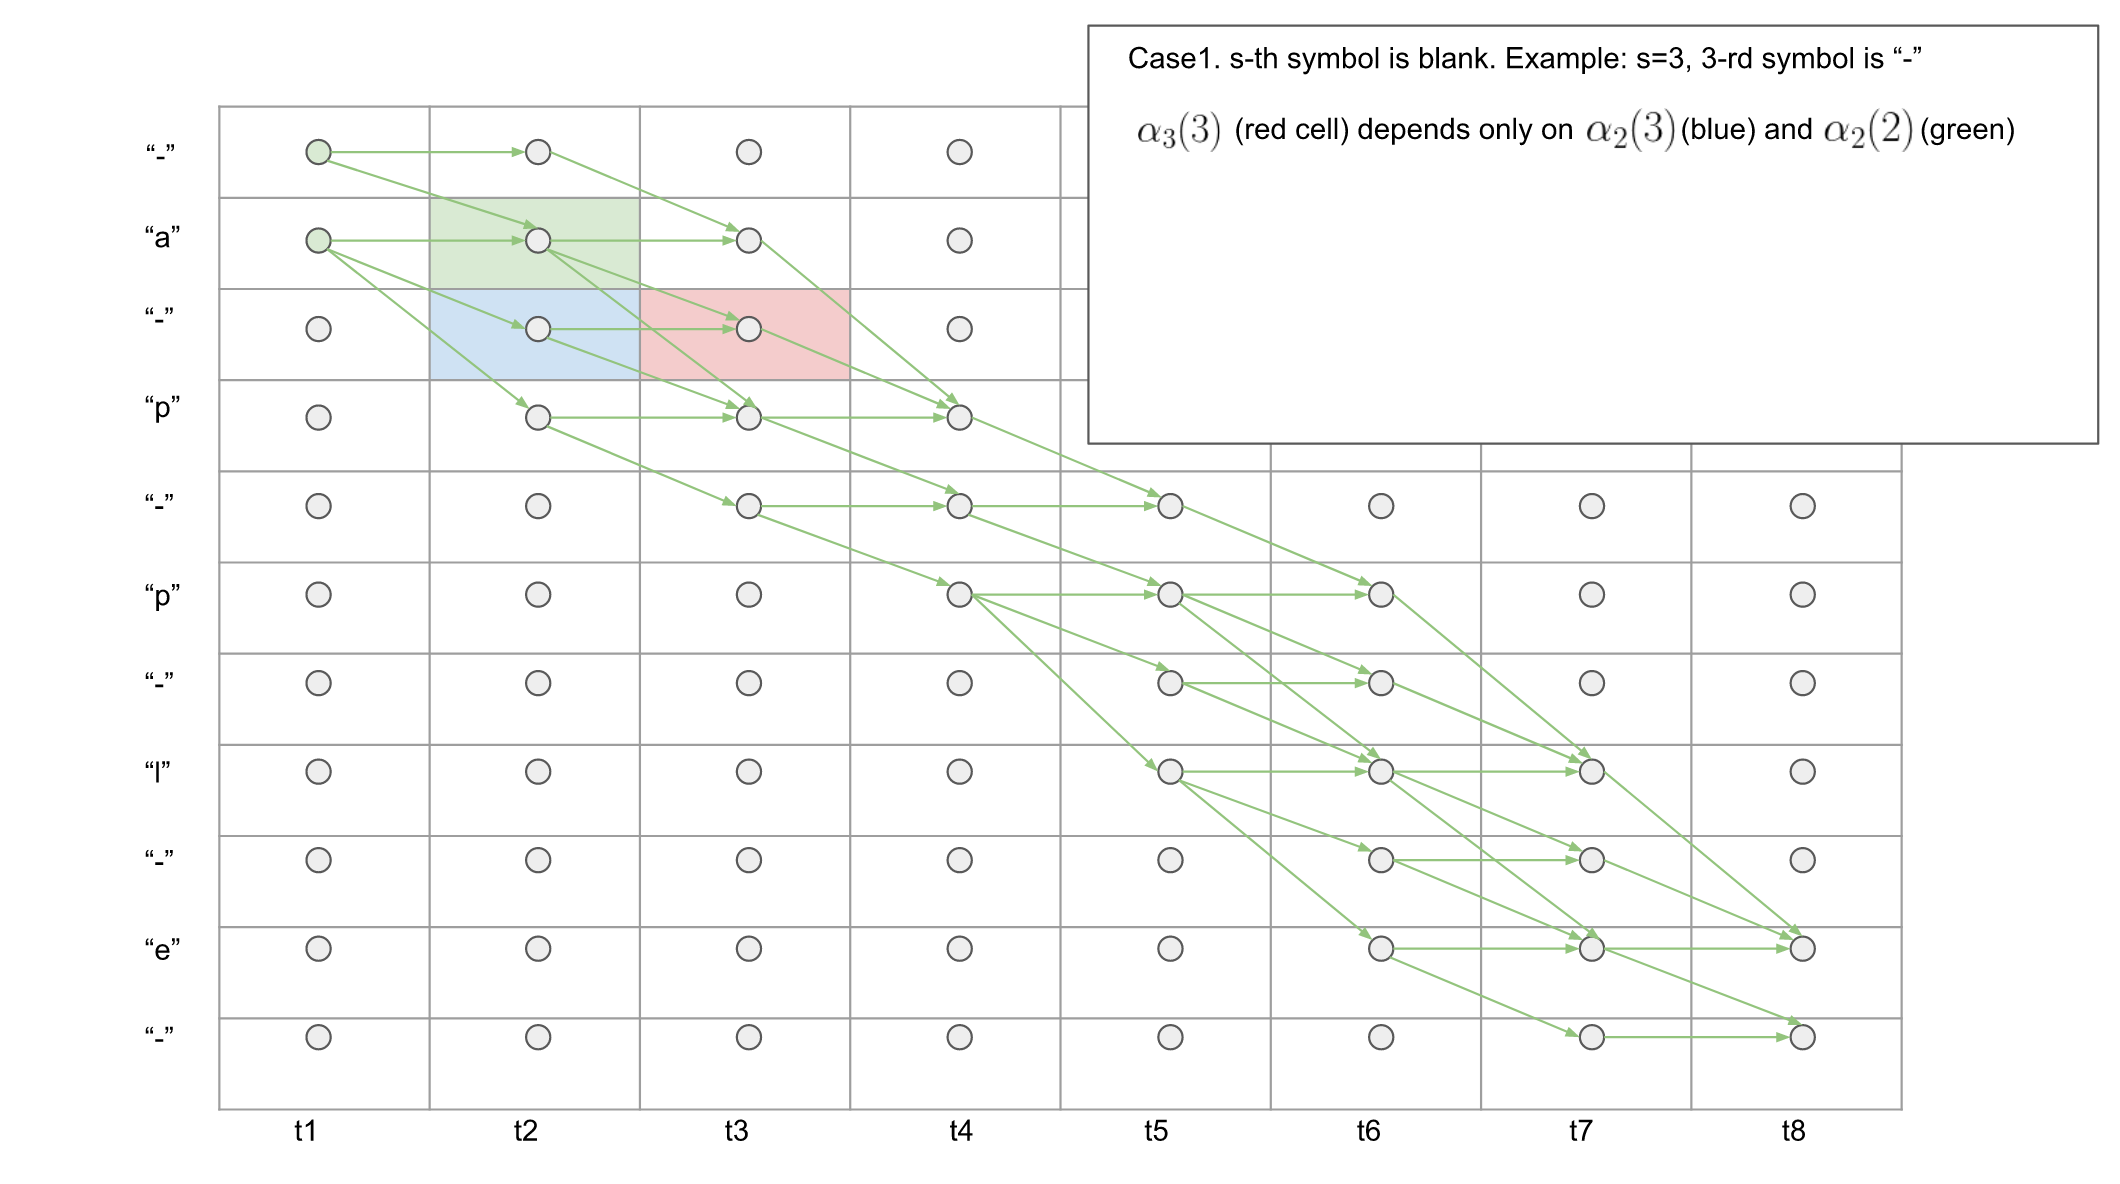 Case1. s-th symbol is blank. Example: s=3, 3-rd symbol is “-”
α₃(3) (red cell) depends only on α₂(3) (blue) and α₂(2) (green)
“-”
“a”
“-”
“p”
“-”
“p”
“-”
“l”
“-”
“e”
“-”
t1 t2 t3 t4 t5 t6 t7 t8